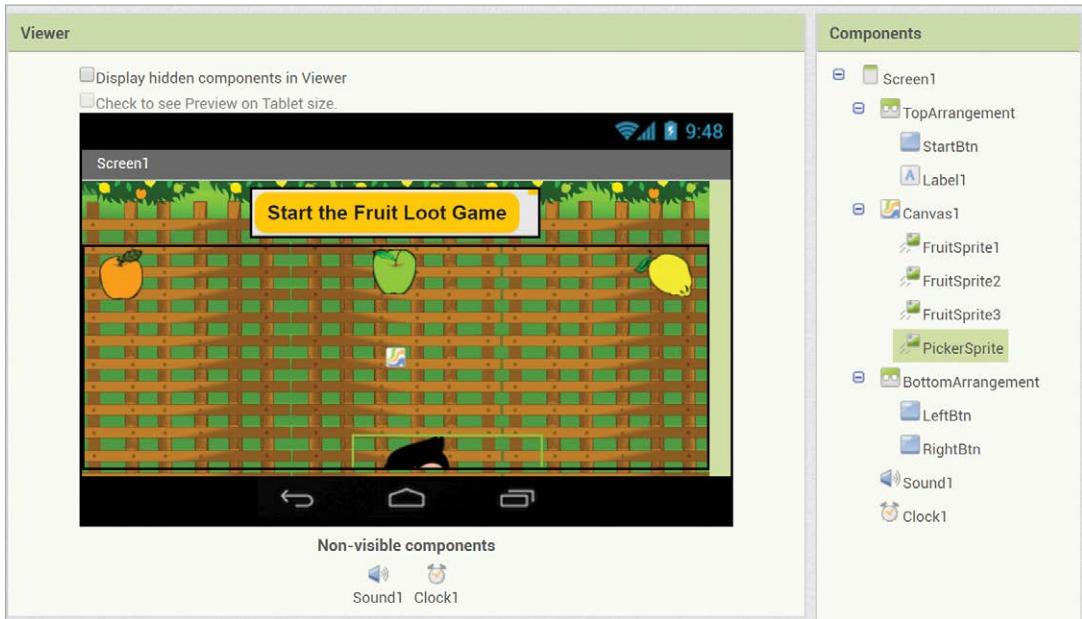 Viewer
Display hidden components in Viewer
Check to see Preview on Tablet size.
9:48
Screen1
Start the Fruit Loot Game
Non-visible components
Sound1 Clock1
Components
Screen1
TopArrangement
StartBtn
A Label1
Canvas1
FruitSprite1
FruitSprite2
FruitSprite3
PickerSprite
BottomArrangement
LeftBtn
RightBtn
Sound1
Clock1